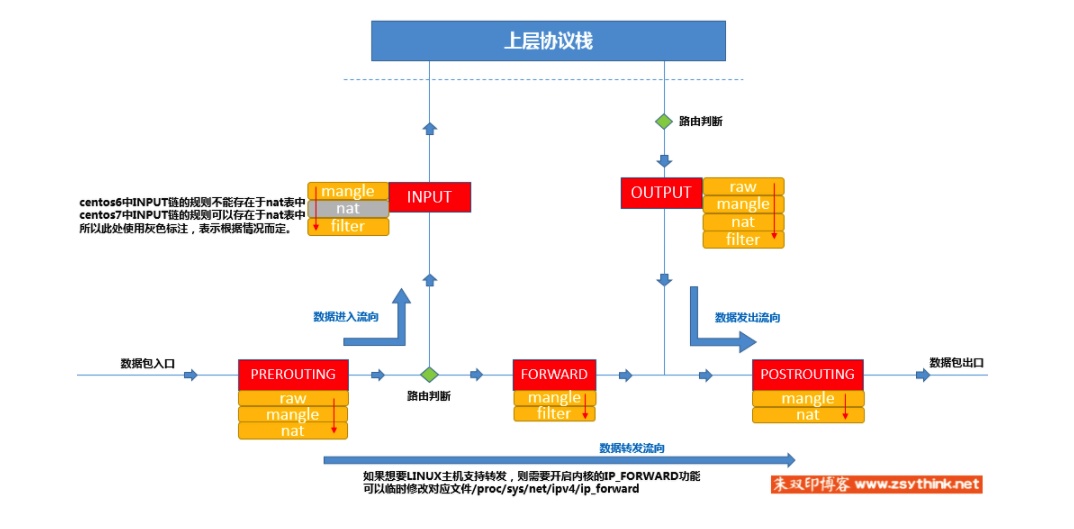 上层协议栈
路由判断
mangle
nat
filter
INPUT
OUTPUT
raw
mangle
nat
filter
centos6中INPUT链的规则不能存在于nat表中
centos7中INPUT链的规则可以存在于nat表中
所以此处使用灰色标注，表示根据情况而定。
数据进入流向
数据发出流向
数据包入口
PREROUTING
raw
mangle
nat
路由判断
FORWARD
mangle
filter
POSTROUTING
mangle
nat
数据包出口
数据转发流向
如果想要LINUX主机支持转发，则需要开启内核的IP_FORWARD功能
可以临时修改对应文件/proc/sys/net/ipv4/ip_forward
朱双印博客 www.zsythink.net